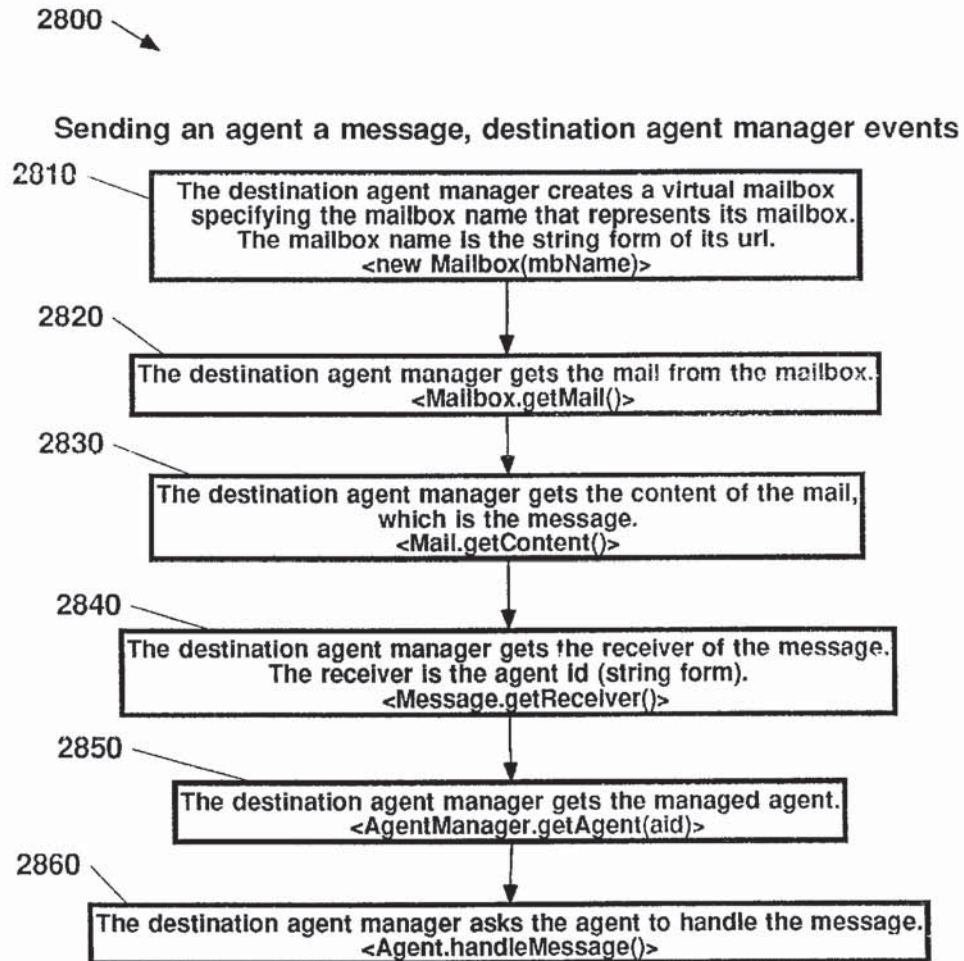 2800
Sending an agent a message, destination agent manager events
2810
The destination agent manager creates a virtual mailbox
specifying the mailbox name that represents its mailbox.
The mailbox name is the string form of its url.
<new Mailbox(mbName)>
2820
The destination agent manager gets the mail from the mailbox.
<Mailbox.getMail()>
2830
The destination agent manager gets the content of the mail,
which is the message.
<Mail.getContent()>
2840
The destination agent manager gets the receiver of the message.
The receiver is the agent id (string form).
<Message.getReceiver()>
2850
The destination agent manager gets the managed agent.
<AgentManager.getAgent(aid)>
2860
The destination agent manager asks the agent to handle the message.
<Agent.handleMessage()>